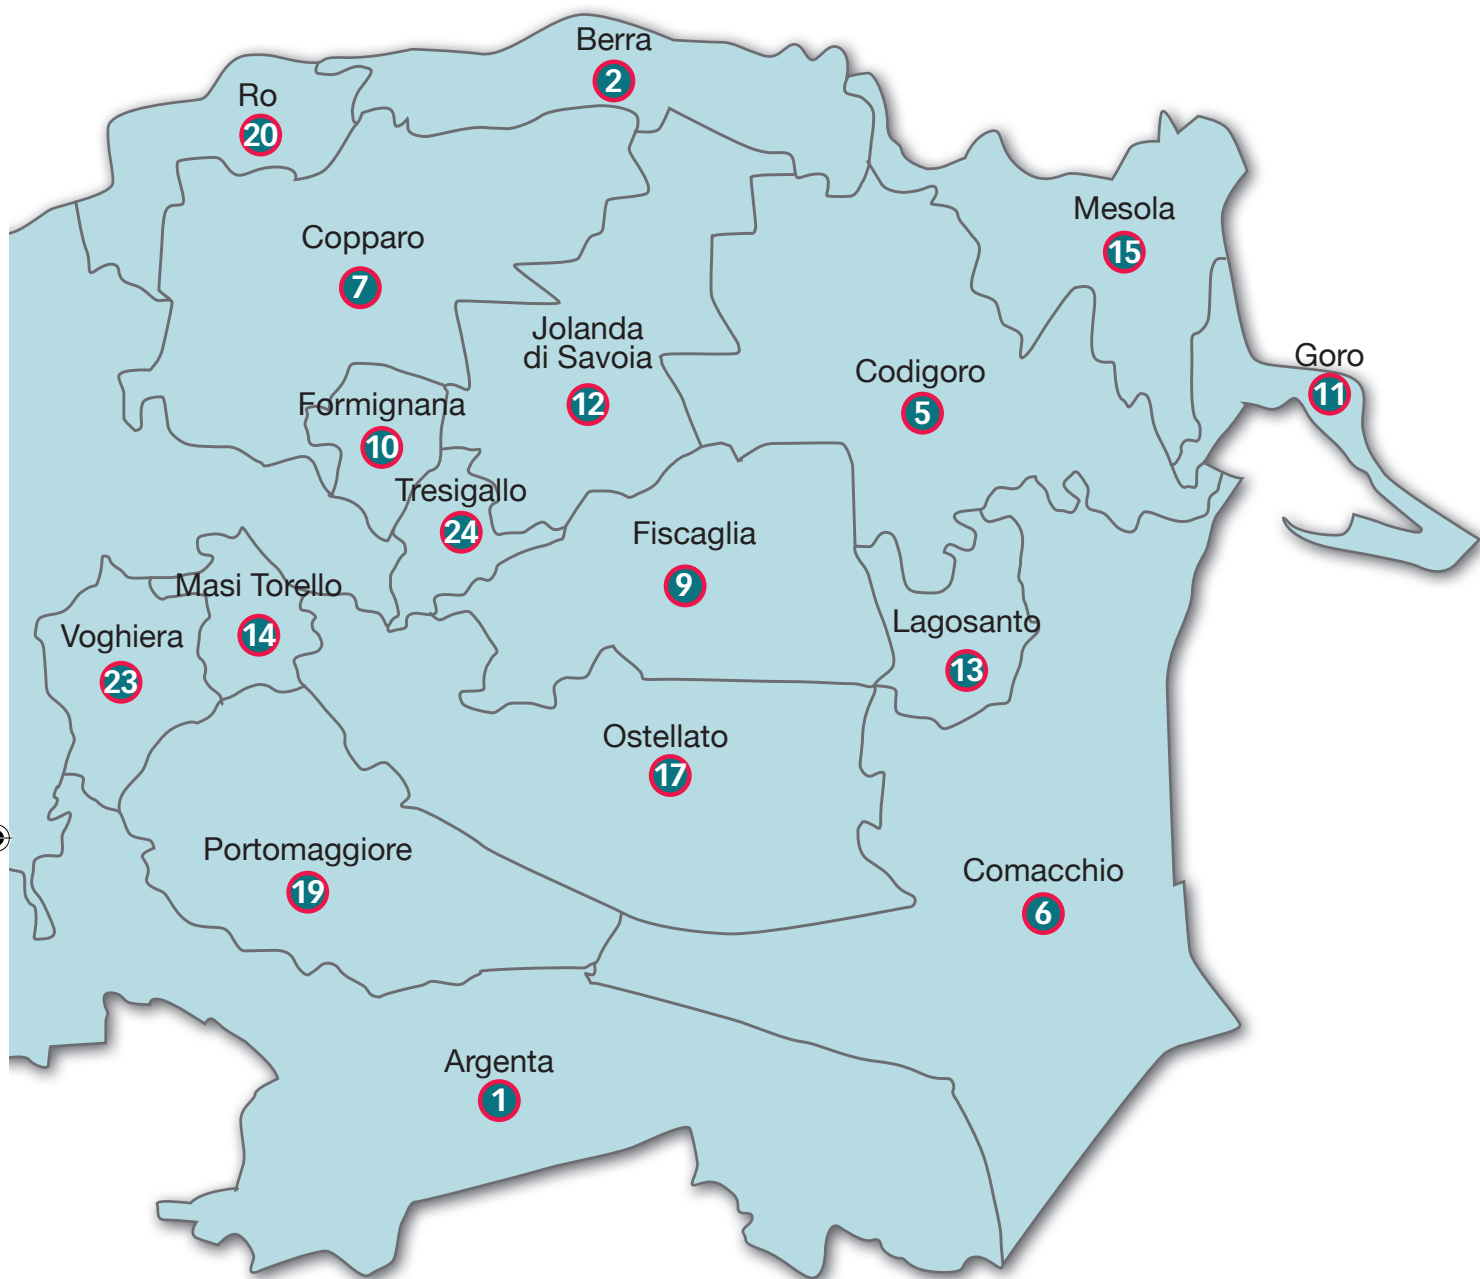 Berra
2
Ro
20
Mesola
15
Copparo
7
Jolanda
di Savoia
12
Goro
11
Codigoro
5
Formignana
10
Tresigallo
24
Fiscaglia
9
Masi Torello
14
Voghiera
23
Lagosanto
13
Ostellato
17
Portomaggiore
19
Comacchio
6
Argenta
1